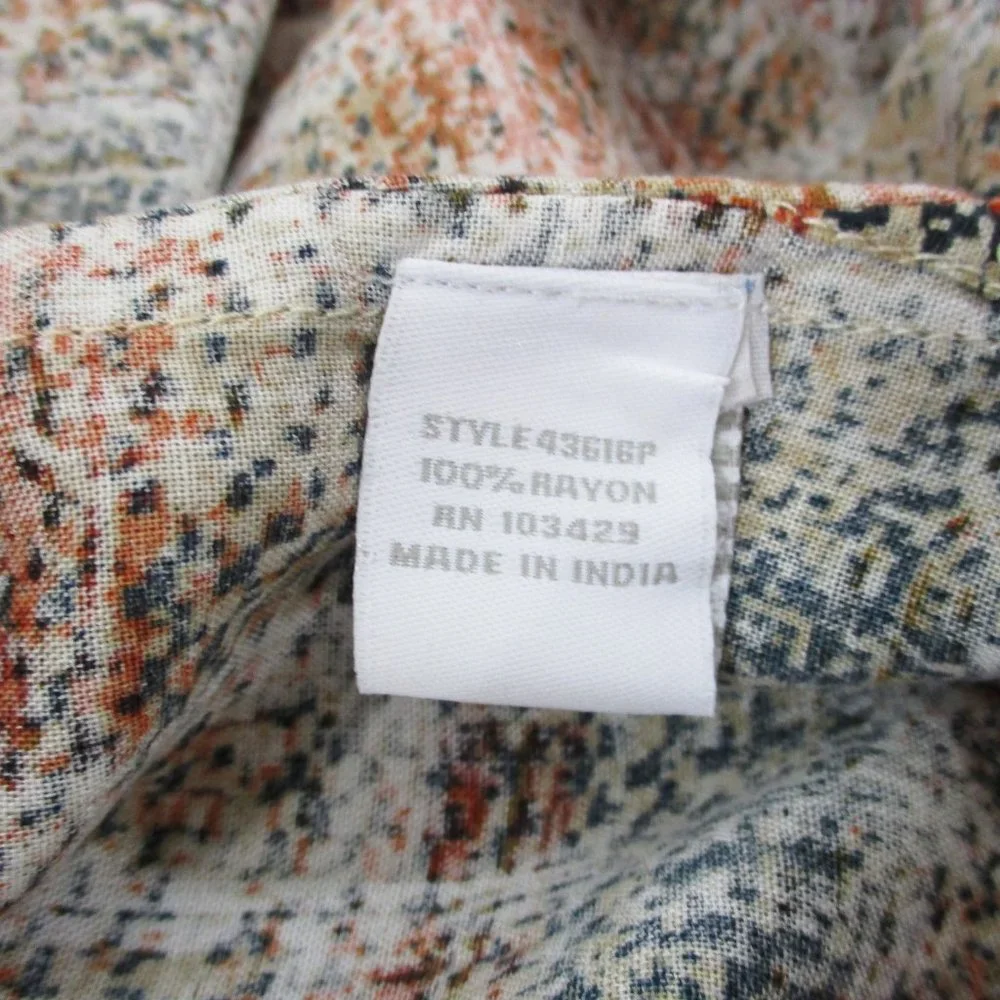 STYLE 43616P
100% RAYON
RN 103429
MADE IN INDIA